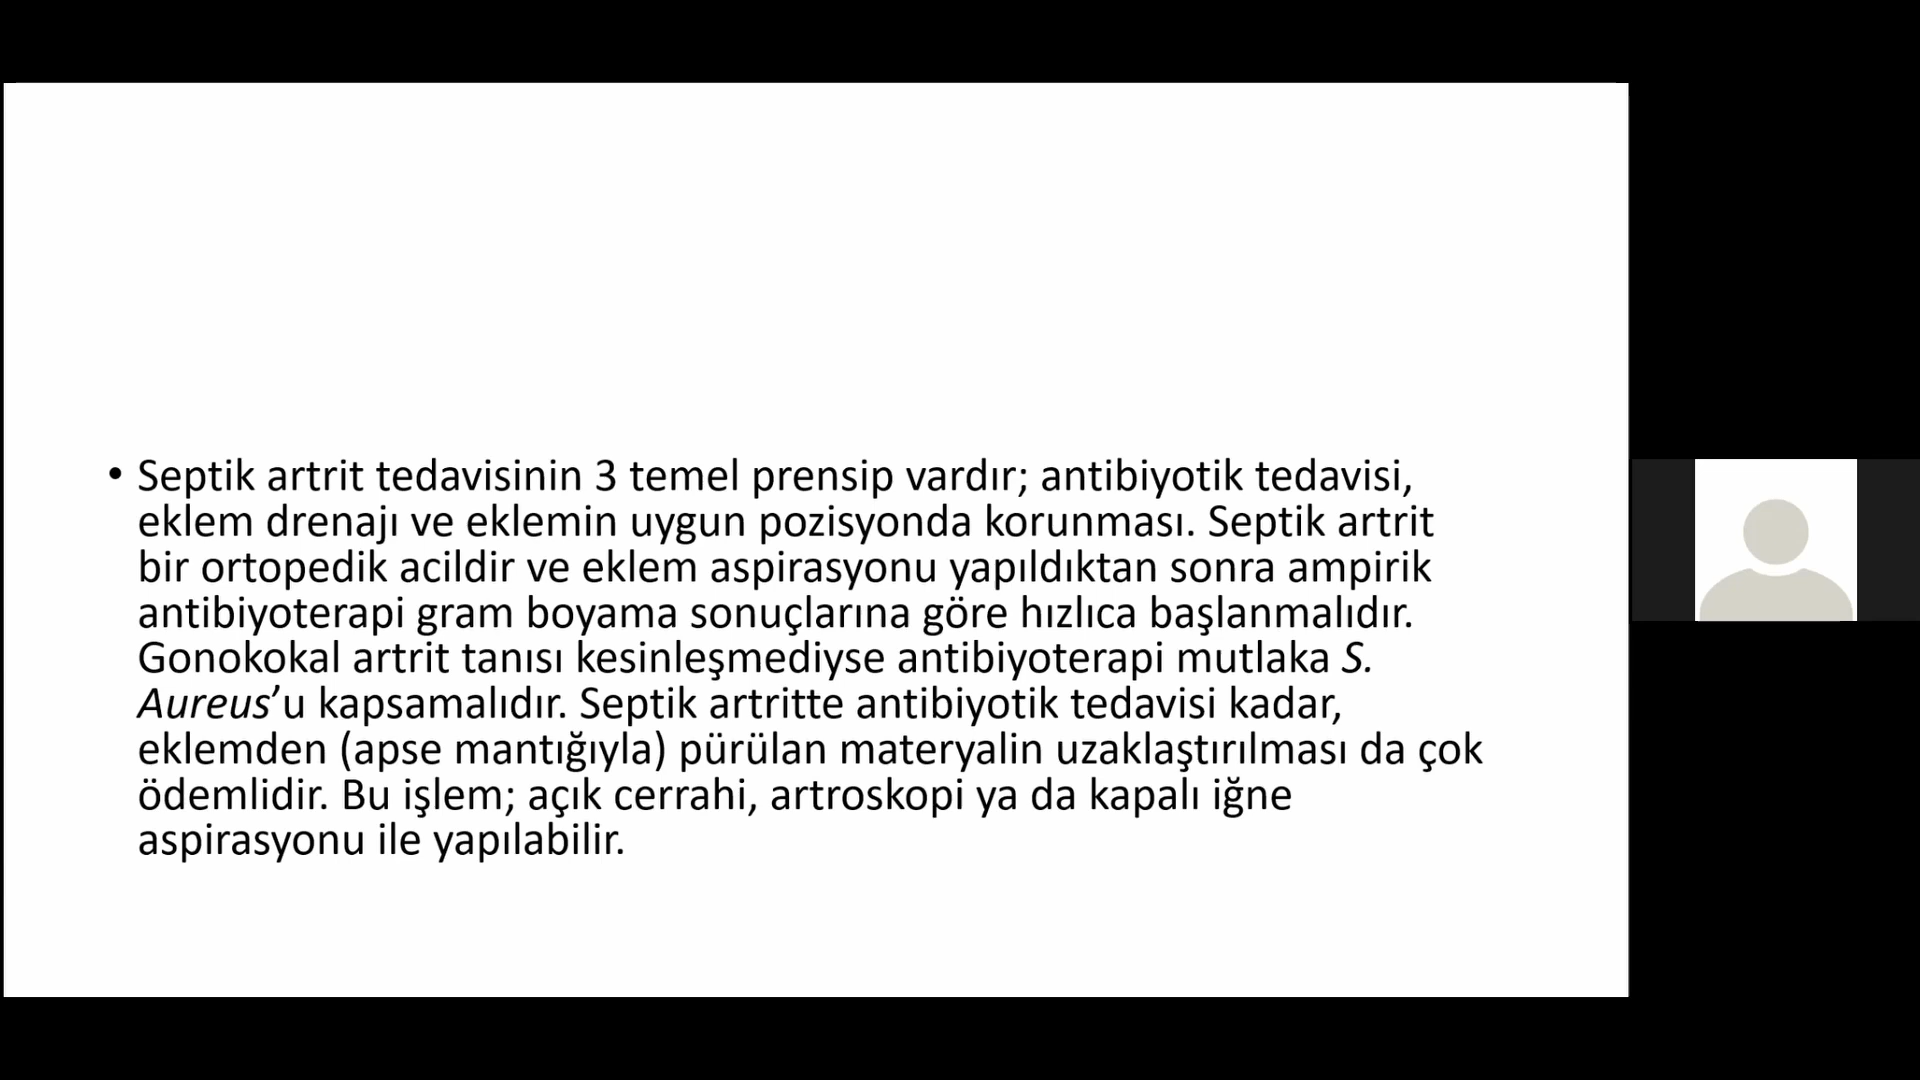 • Septik artrit tedavisinin 3 temel prensip vardır; antibiyotik tedavisi,
eklem drenajı ve eklemin uygun pozisyonda korunması. Septik artrit
bir ortopedik acildir ve eklem aspirasyonu yapıldıktan sonra ampirik
antibiyoterapi gram boyama sonuçlarına göre hızlıca başlanmalıdır.
Gonokokal artrit tanısı kesinleşmediyse antibiyoterapi mutlaka S.
Aureus’u kapsamalıdır. Septik artritte antibiyotik tedavisi kadar,
eklemden (apse mantığıyla) pürülan materyalin uzaklaştırılması da çok
ödemlidir. Bu işlem; açık cerrahi, artroskopi ya da kapalı iğne
aspirasyonu ile yapılabilir.